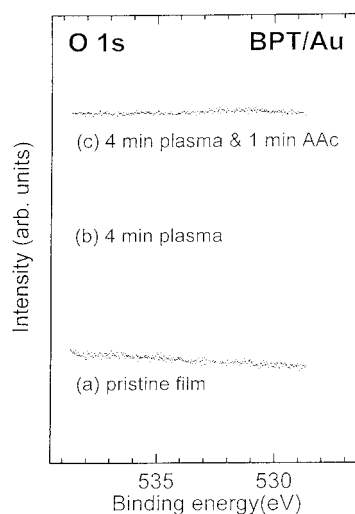 O 1s BPT/Au
(c) 4 min plasma & 1 min AAc
(b) 4 min plasma
(a) pristine film
Intensity (arb. units)
535 530
Binding energy(eV)